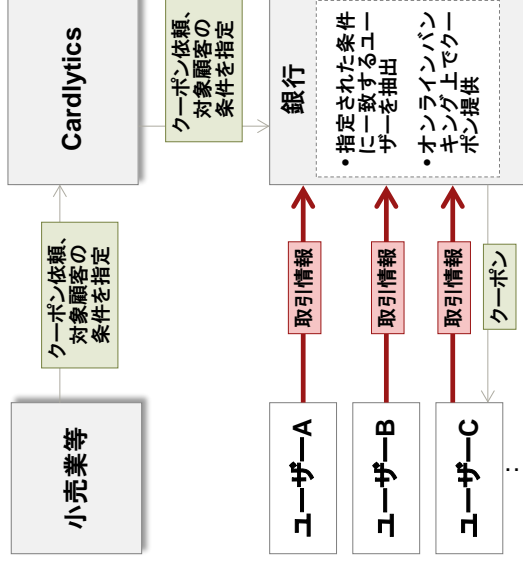 小売業等
クーポン依頼、
対象顧客の
条件を指定
Cardlytics
クーポン依頼、
対象顧客の
条件を指定
銀行
• 指定された条件
に一致するユー
ザーを抽出
• オンラインバン
キング上でクー
ポン提供
ユーザーA
取引情報
ユーザーB
取引情報
ユーザーC
取引情報
クーポン
: